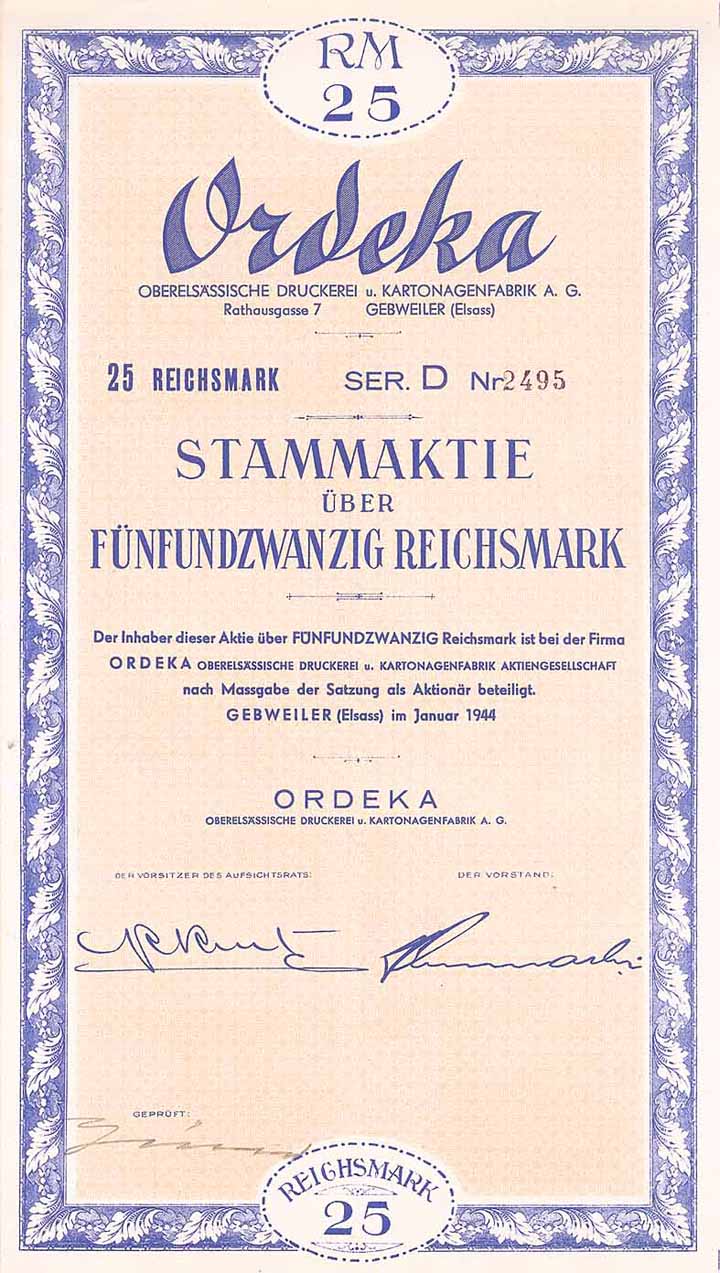 RM
25
Ordeka
OBERELSÄSSISCHE DRUCKEREI u. KARTONAGENFABRIK A. G.
Rathausgasse 7 GEBWEILER (Elsass)
25 REICHSMARK SER. D Nr 2495
STAMMAKTIE
ÜBER
FÜNFUNDZWANZIG REICHSMARK
Der Inhaber dieser Aktie über FÜNFUNDZWANZIG Reichsmark ist bei der Firma
ORDEKA OBERELSÄSSISCHE DRUCKEREI u. KARTONAGENFABRIK AKTIENGESELLSCHAFT
nach Massgabe der Satzung als Aktionär beteiligt.
GEBWEILER (Elsass) im Januar 1944
ORDEKA
OBERELSÄSSISCHE DRUCKEREI u. KARTONAGENFABRIK A. G.
DER VORSITZER DES AUFSICHTSRATS: DER VORSTAND:
GEPRÜFT:
REICHSMARK
25